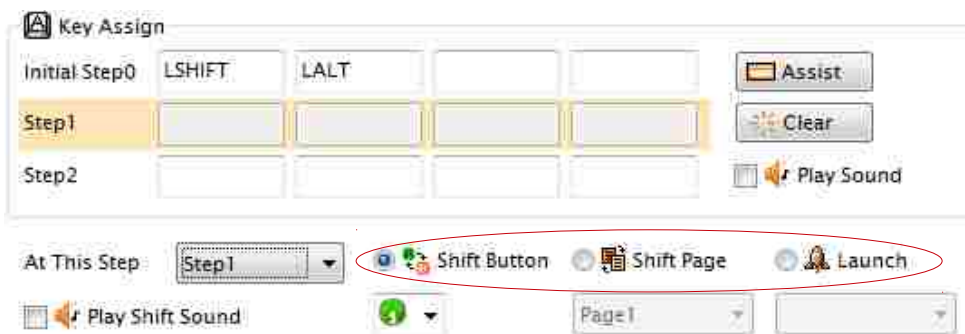 Key Assign
Initial Step0 LSHIFT LALT Assist
Step1 Clear
Step2 Play Sound
At This Step Step1 Shift Button Shift Page Launch
Play Shift Sound Page1